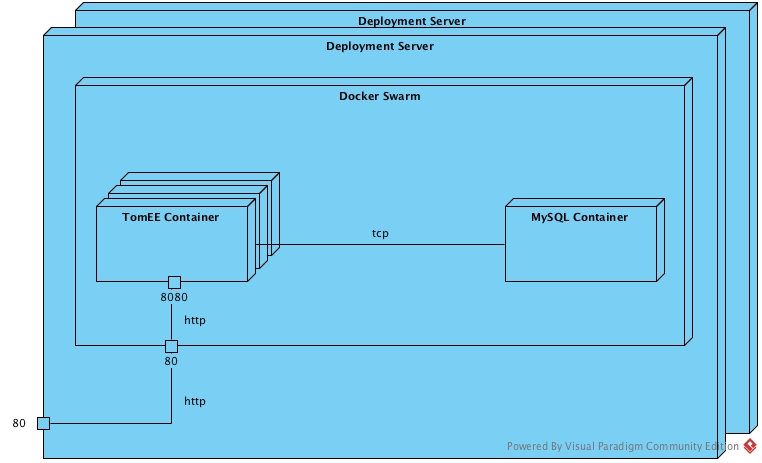 Deployment Server
Deployment Server
Docker Swarm
TomEE Container
MySQL Container
tcp
8080
http
80
http
80
Powered By Visual Paradigm Community Edition